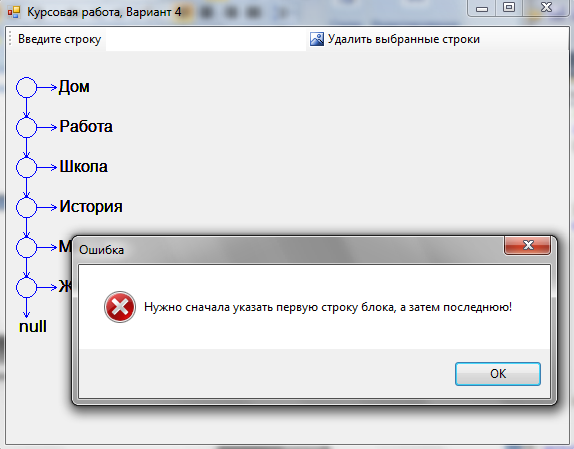 Курсовая работа, Вариант 4
Введите строку
Удалить выбранные строки
Дом
Работа
Школа
История
null
Ошибка
Нужно сначала указать первую строку блока, а затем последнюю!
OK